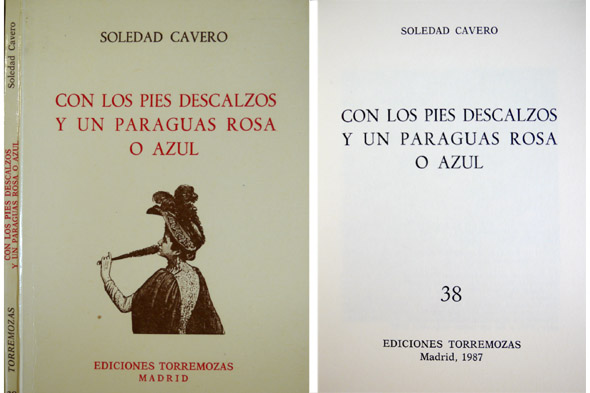 Soledad Cavero
CON LOS PIES DESCALZOS
Y UN PARAGUAS ROSA O AZUL
TORREMOZAS
SOLEDAD CAVERO
CON LOS PIES DESCALZOS
Y UN PARAGUAS ROSA
O AZUL
EDICIONES TORREMOZAS
MADRID
SOLEDAD CAVERO
CON LOS PIES DESCALZOS
Y UN PARAGUAS ROSA
O AZUL
38
EDICIONES TORREMOZAS
Madrid, 1987